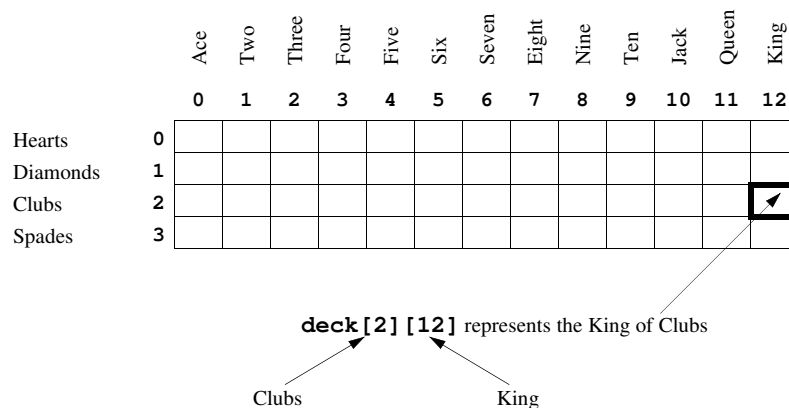 Ace Two Three Four Five Six Seven Eight Nine Ten Jack Queen King
0 1 2 3 4 5 6 7 8 9 10 11 12
Hearts 0
Diamonds 1
Clubs 2
Spades 3
deck[2][12] represents the King of Clubs
Clubs King